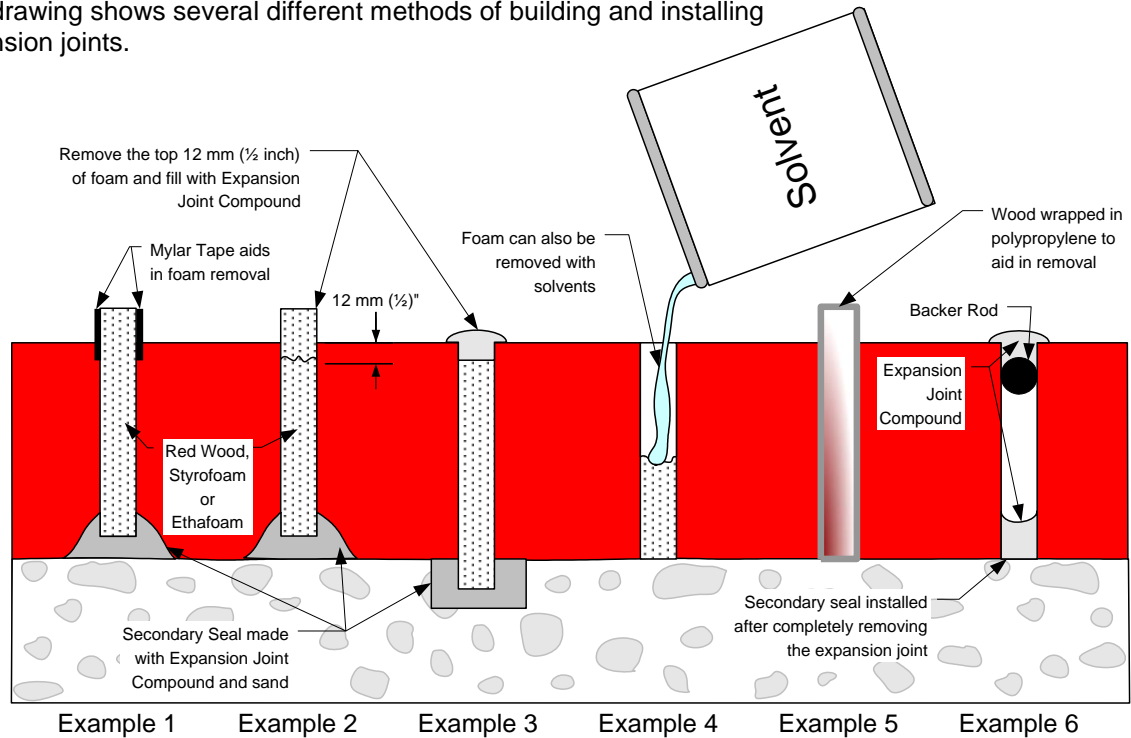 drawing shows several different methods of building and installing
nsion joints.
Solvent
Remove the top 12 mm (½ inch)
of foam and fill with Expansion
Joint Compound
Mylar Tape aids
in foam removal
12 mm (½)"
Foam can also be
removed with
solvents
Wood wrapped in
polypropylene to
aid in removal
Backer Rod
Expansion
Joint
Compound
Red Wood,
Styrofoam
or
Ethafoam
Secondary Seal made
with Expansion Joint
Compound and sand
Secondary seal installed
after completely removing
the expansion joint
Example 1 Example 2 Example 3 Example 4 Example 5 Example 6